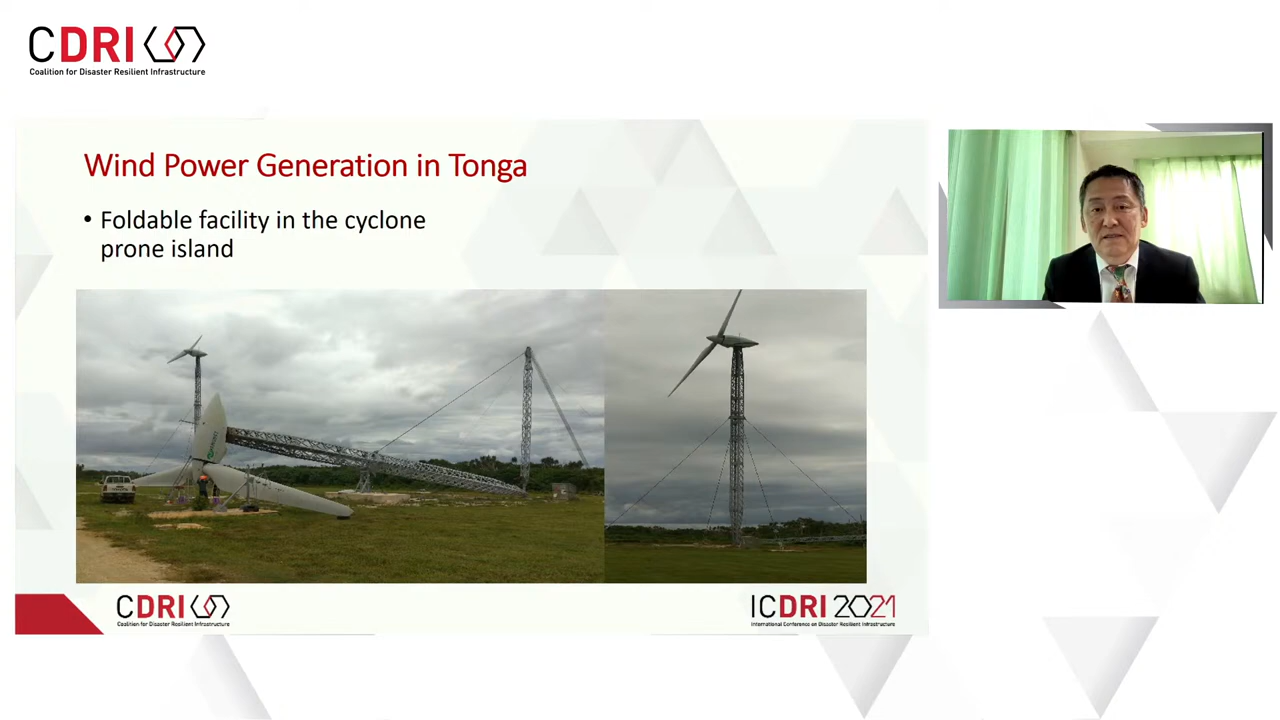 CDRI
Coalition for Disaster Resilient Infrastructure
Wind Power Generation in Tonga
• Foldable facility in the cyclone
prone island
CDRI
Coalition for Disaster Resilient Infrastructure
ICDRI 2021
International Conference on Disaster Resilient Infrastructure